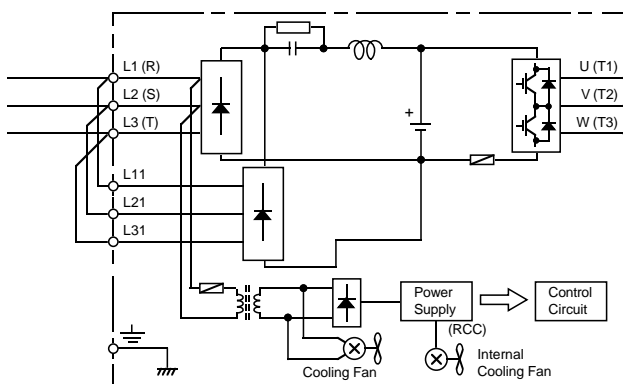 L1 (R)
L2 (S)
L3 (T)
U (T1)
V (T2)
W (T3)
+
L11
L21
L31
Power
Supply
(RCC)
Control
Circuit
Cooling Fan
Internal
Cooling Fan